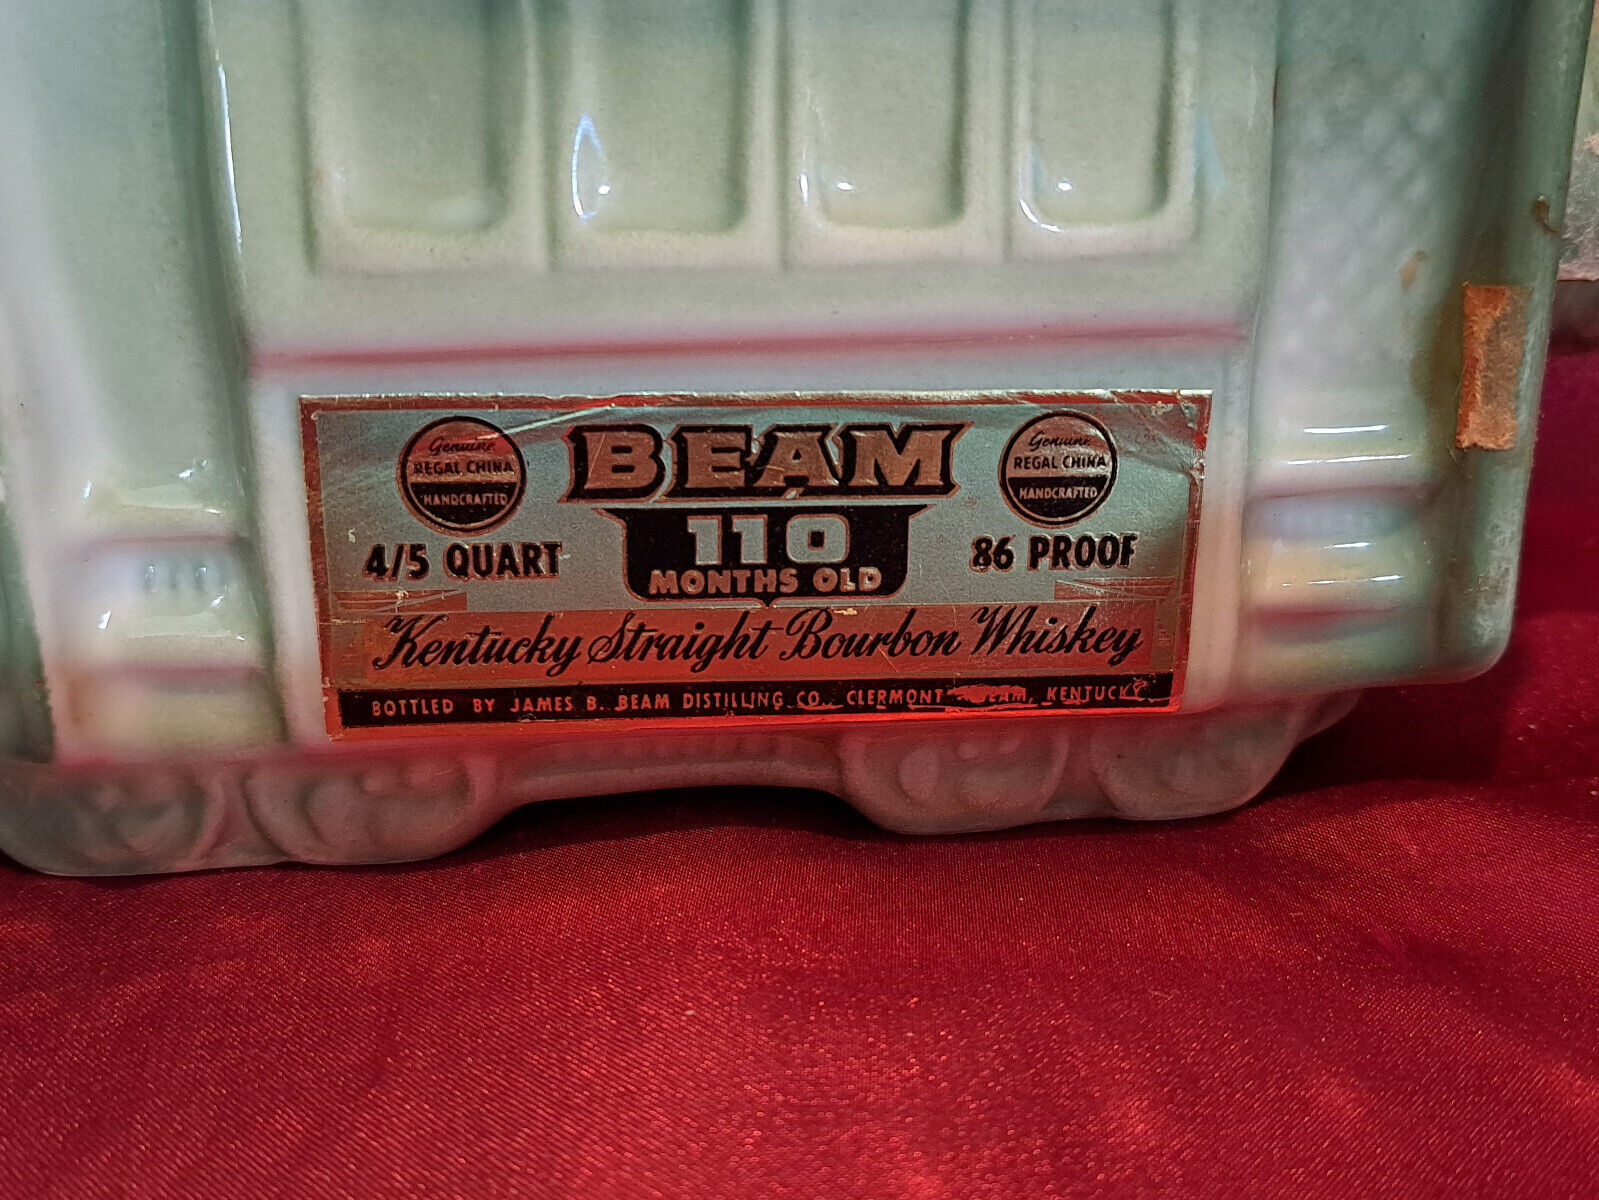 Genuine
REGAL CHINA
HANDCRAFTED
BEAM
Genuine
REGAL CHINA
HANDCRAFTED
4/5 QUART
110
MONTHS OLD
86 PROOF
Kentucky Straight Bourbon Whiskey
BOTTLED BY JAMES B. BEAM DISTILLING CO., CLERMONT BEAM, KENTUCKY